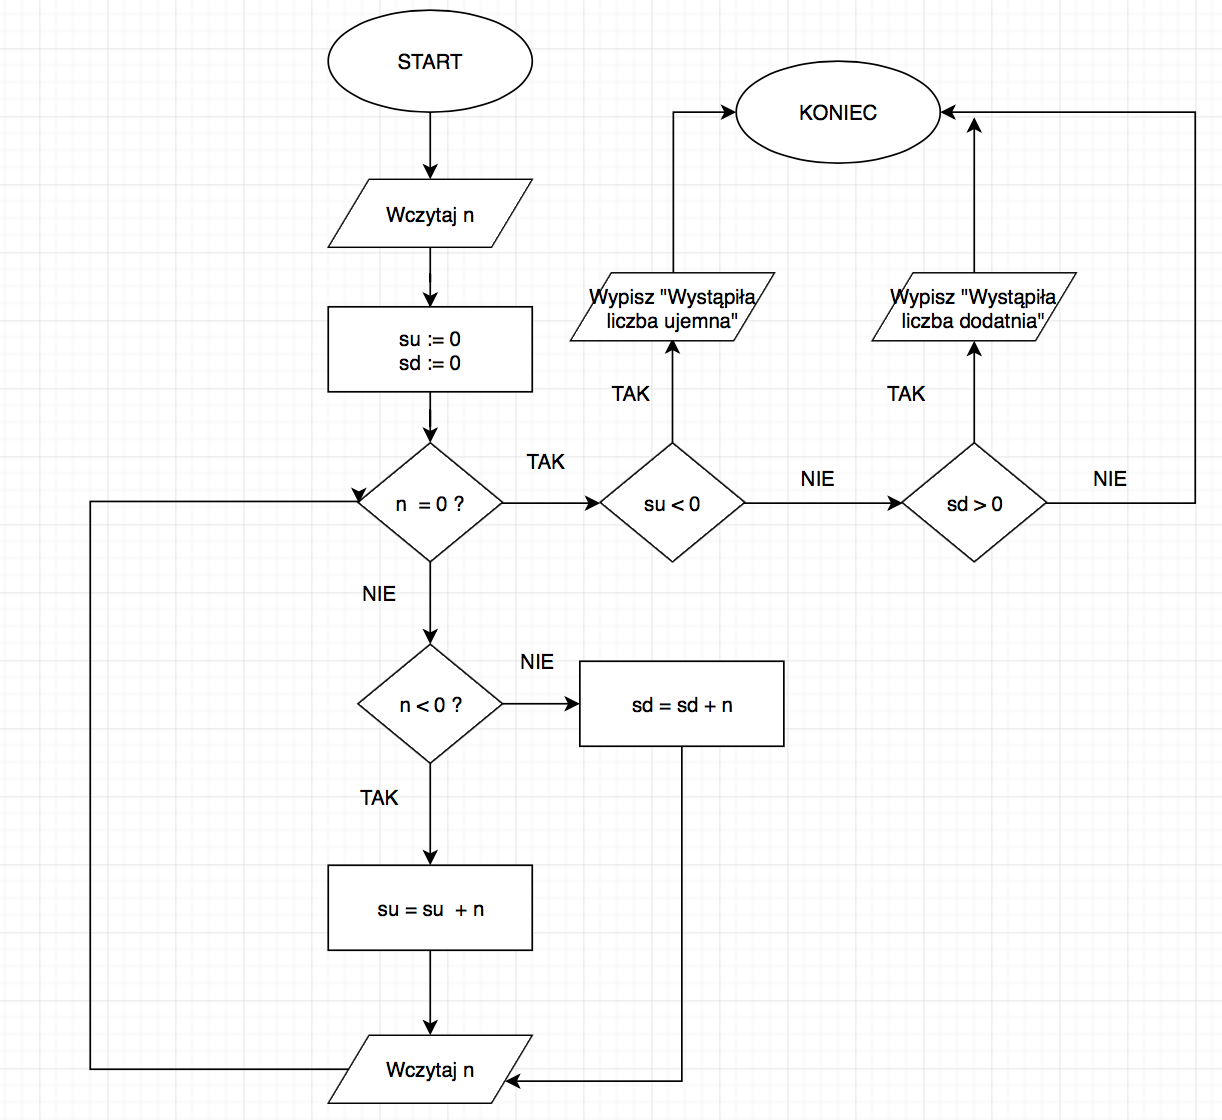 START
KONIEC
Wczytaj n
Wypisz "Wystąpiła
liczba ujemna"
Wypisz "Wystąpiła
liczba dodatnia"
su := 0
sd := 0
TAK
TAK
TAK
NIE
NIE
n = 0 ?
su < 0
sd > 0
NIE
NIE
n < 0 ?
sd = sd + n
TAK
su = su + n
Wczytaj n